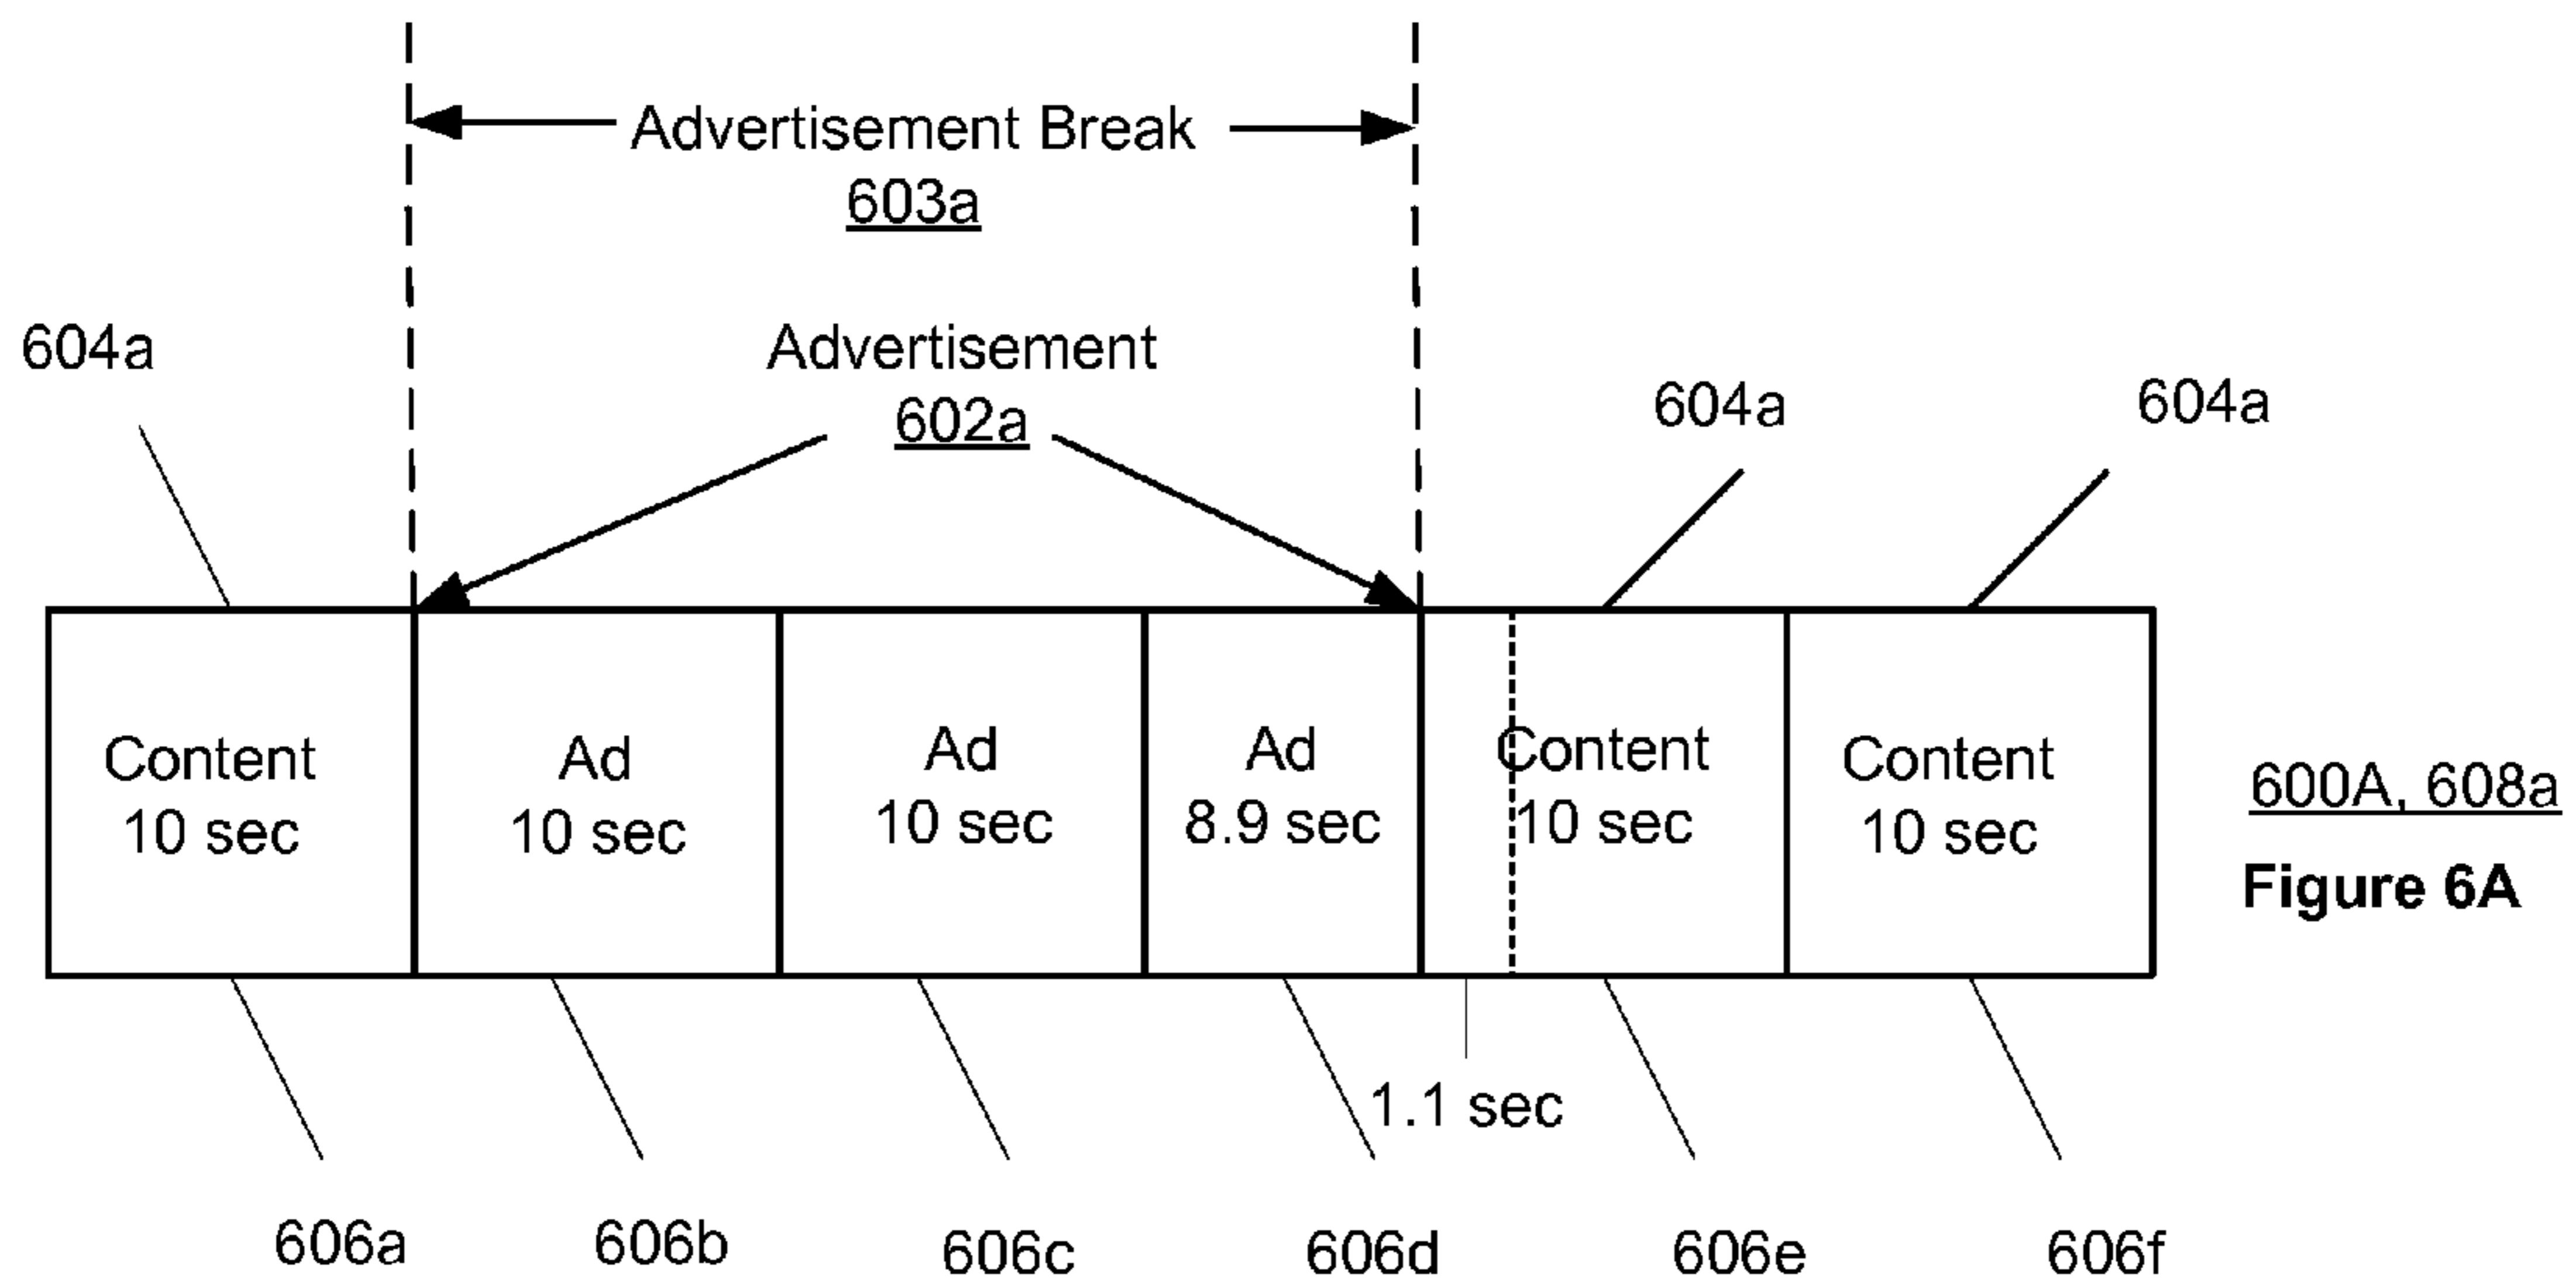 Advertisement Break
603a
Advertisement
602a
604a
604a
604a
Content
10 sec
Ad
10 sec
Ad
10 sec
Ad
8.9 sec
Content
10 sec
Content
10 sec
600A, 608a
Figure 6A
1.1 sec
606a
606b
606c
606d
606e
606f